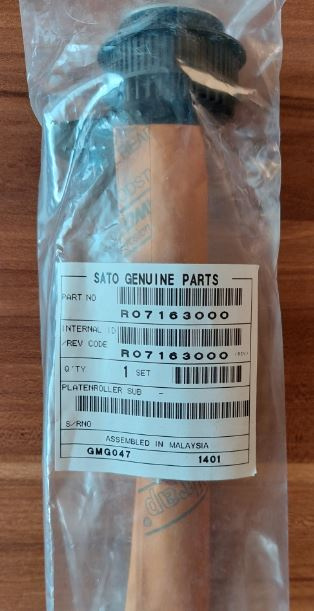 SATO GENUINE PARTS
PART NO
R07163000
INTERNAL ID
/REV CODE R07163000 (REV)
Q'TY 1 SET
PLATENROLLER SUB -
S/RNO
ASSEMBLED IN MALAYSIA
GMG047 1401